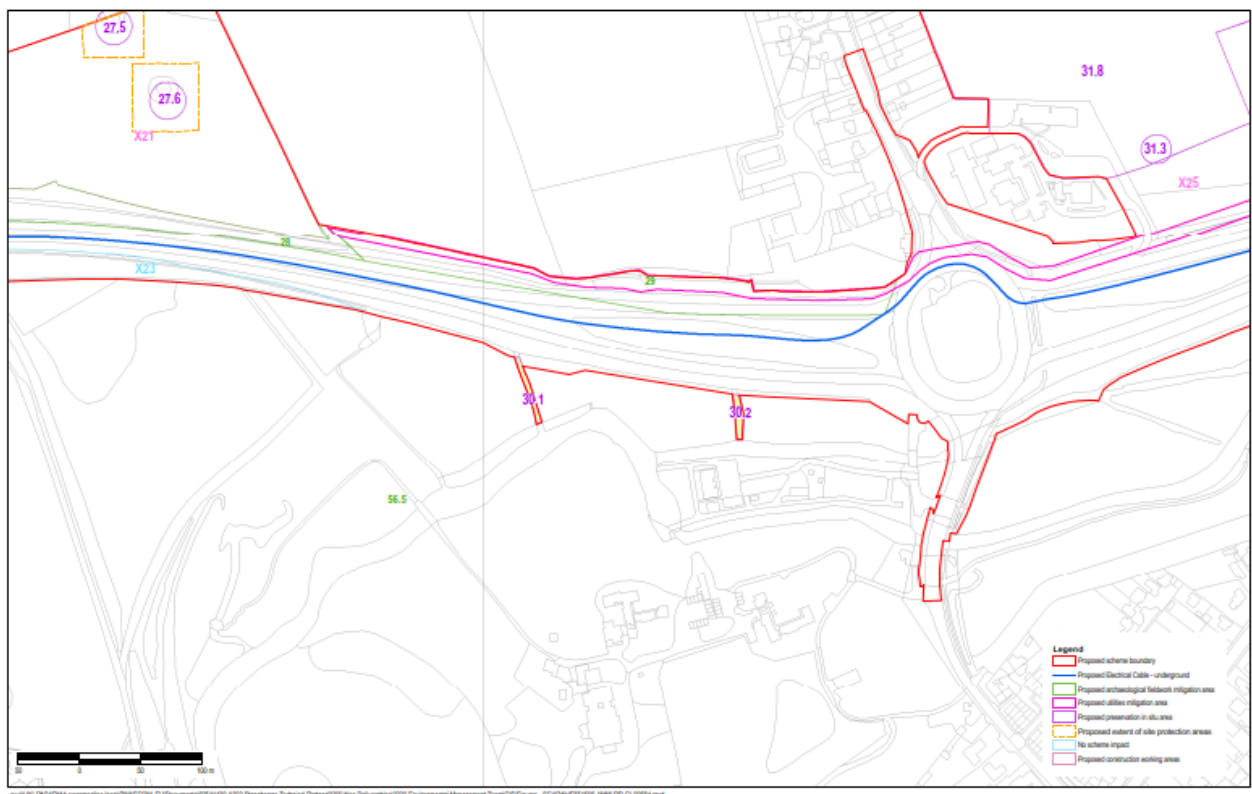 27.5
27.6
X21
31.8
31.3
X25
28
X23
29
30.1
30.2
56.5
Legend
Proposed scheme boundary
Proposed Electrical Cable - underground
Proposed archaeological fieldwork mitigation area
Proposed utilities mitigation area
Proposed preservation in situ area
Proposed extent of site protection areas
No scheme impact
Proposed construction working areas
50 0 50 100 m